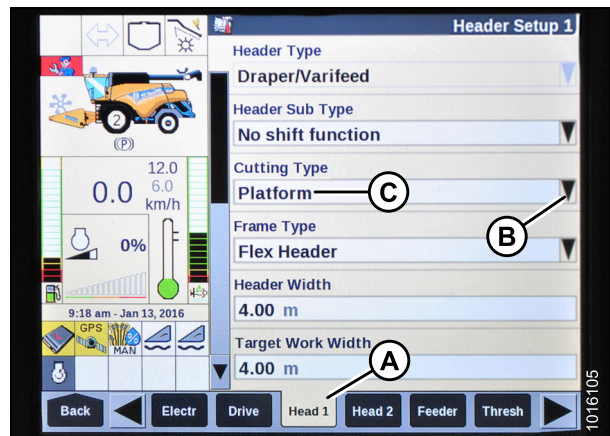 Header Setup 1
Header Type
Draper/Varifeed
Header Sub Type
No shift function
Cutting Type
Platform
C
B
Frame Type
Flex Header
Header Width
4.00 m
Target Work Width
4.00 m
A
2
(P)
0.0
12.0
6.0
km/h
0%
9:18 am - Jan 13, 2016
GPS
MAN
Back
Electr
Drive
Head 1
Head 2
Feeder
Thresh
1016105